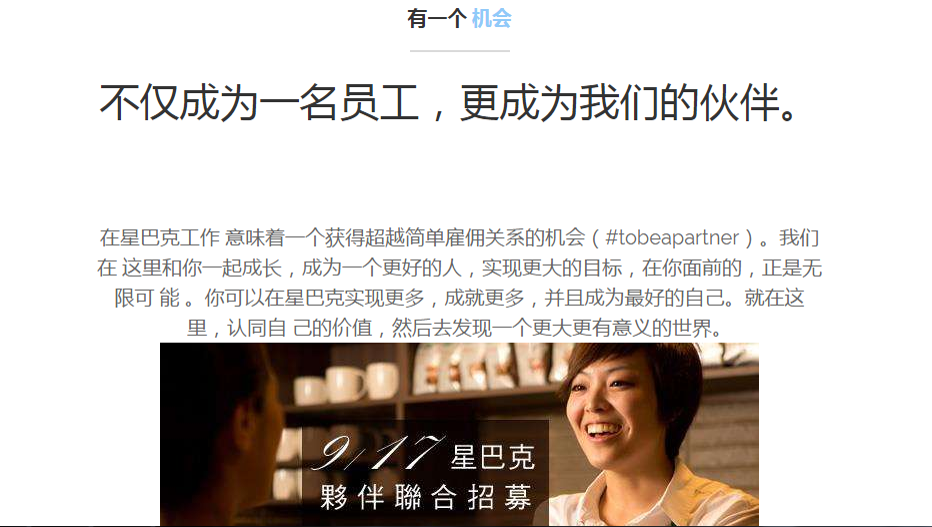 有一个 机会
不仅成为一名员工，更成为我们的伙伴。
在星巴克工作 意味着一个获得超越简单雇佣关系的机会（#tobeapartner）。我们
在 这里和你一起成长，成为一个更好的人，实现更大的目标，在你面前的，正是无
限可 能 。你可以在星巴克实现更多，成就更多，并且成为最好的自己。就在这
里，认同自 己的价值，然后去发现一个更大更有意义的世界。
9/17 星巴克
夥伴聯合招募